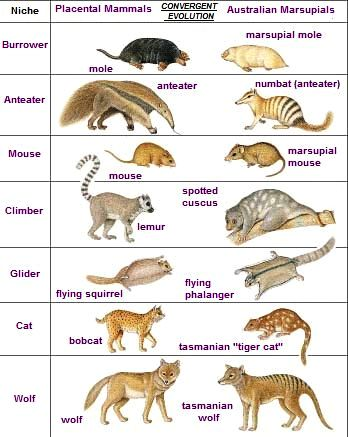 Niche Placental Mammals CONVERGENT EVOLUTION Australian Marsupials
Burrower
mole
marsupial mole
Anteater
anteater
numbat (anteater)
Mouse
mouse
marsupial
mouse
Climber
lemur
spotted
cuscus
Glider
flying squirrel
flying
phalanger
Cat
bobcat
tasmanian "tiger cat"
Wolf
wolf
tasmanian
wolf